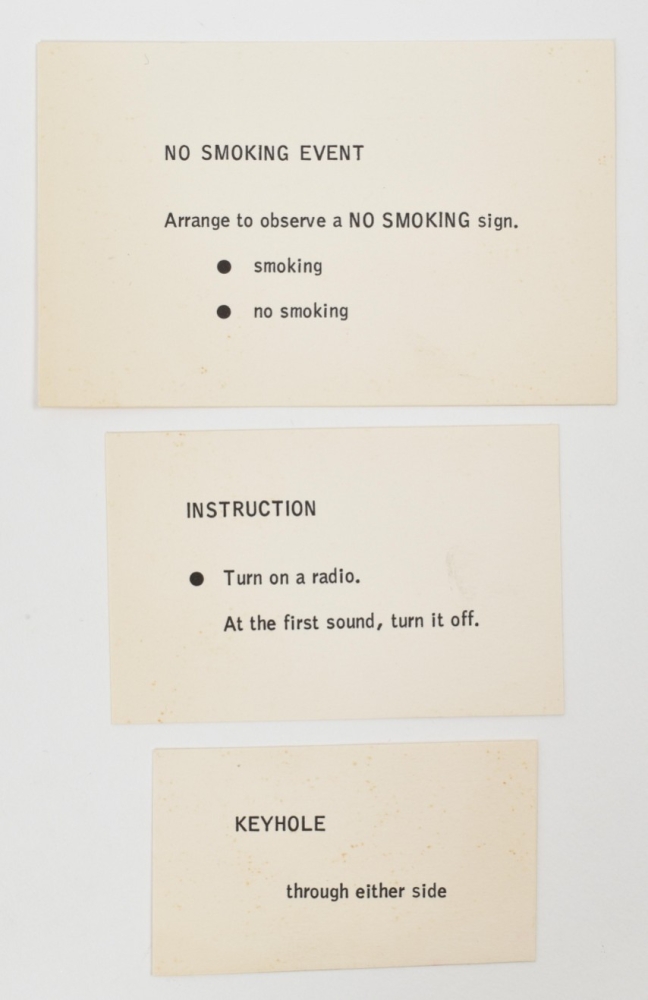 NO SMOKING EVENT
Arrange to observe a NO SMOKING sign.
● smoking
● no smoking
INSTRUCTION
● Turn on a radio.
At the first sound, turn it off.
KEYHOLE
through either side